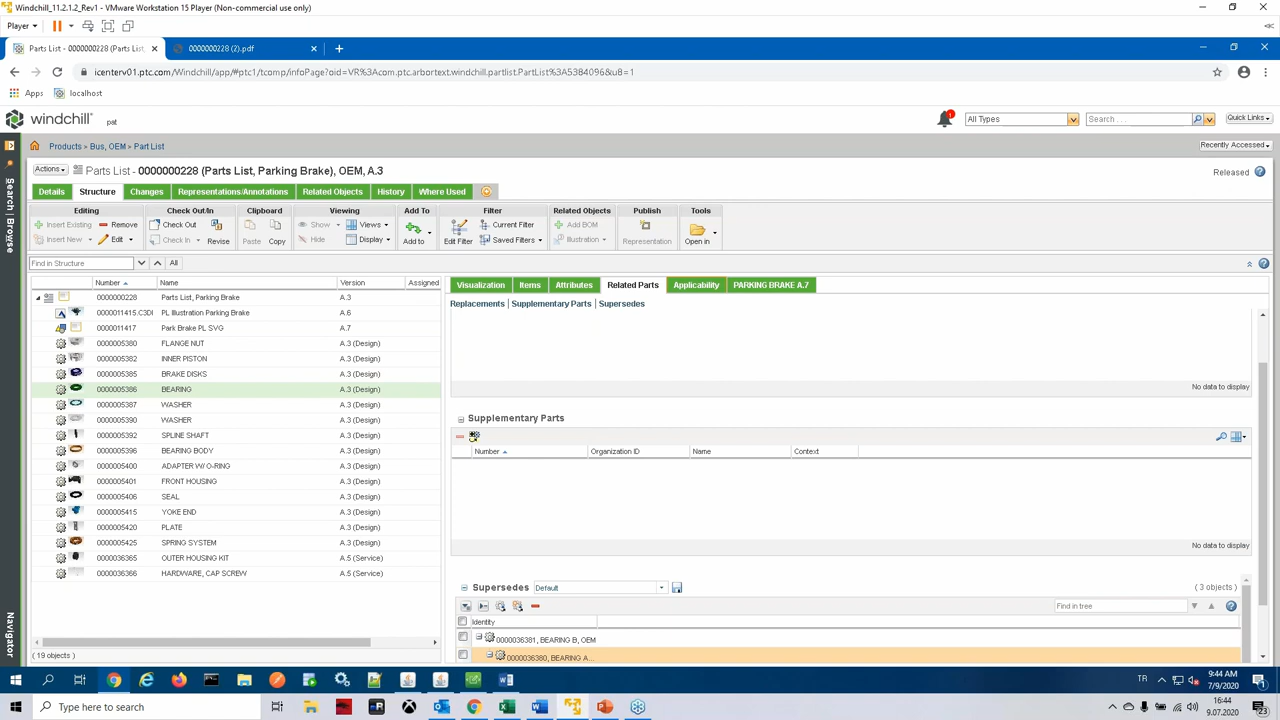 Windchill_11.2.1.2_Rev1 - VMware Workstation 15 Player (Non-commercial use only)
Player
Parts List - 0000000228 (Parts List,
0000000228 (2).pdf
icenterv01.ptc.com/Windchill/app/#ptc1/tcomp/infoPage?oid=VR%3Acom.ptc.arbortext.windchill.partlist.PartList%3A5384096&u8=1
Apps localhost
windchill pat
All Types
Search . . .
Quick Links
Products > Bus, OEM > Part List
Recently Accessed
Actions Parts List - 0000000228 (Parts List, Parking Brake), OEM, A.3
Released
Details Structure Changes Representations/Annotations Related Objects History Where Used
Editing Check Out/In Clipboard Viewing Add To Filter Related Objects Publish Tools
Insert Existing Remove Check Out Show Views Current Filter Add BOM
Insert New Edit Check In Revise Paste Copy Hide Display Add to Edit Filter Saved Filters Illustration Representation Open in
Find in Structure All
Number Name Version Assigned
0000000228 Parts List, Parking Brake A.3
0000011415.C3DI PL Illustration Parking Brake A.6
0000011417 Park Brake PL SVG A.7
0000005380 FLANGE NUT A.3 (Design)
0000005382 INNER PISTON A.3 (Design)
0000005385 BRAKE DISKS A.3 (Design)
0000005386 BEARING A.3 (Design)
0000005387 WASHER A.3 (Design)
0000005390 WASHER A.3 (Design)
0000005392 SPLINE SHAFT A.3 (Design)
0000005396 BEARING BODY A.3 (Design)
0000005400 ADAPTER W/ O-RING A.3 (Design)
0000005401 FRONT HOUSING A.3 (Design)
0000005406 SEAL A.3 (Design)
0000005415 YOKE END A.3 (Design)
0000005420 PLATE A.3 (Design)
0000005425 SPRING SYSTEM A.3 (Design)
0000036365 OUTER HOUSING KIT A.5 (Service)
0000036366 HARDWARE, CAP SCREW A.5 (Service)
( 19 objects )
Visualization Items Attributes Related Parts Applicability PARKING BRAKE A.7
Replacements | Supplementary Parts | Supersedes
No data to display
Supplementary Parts
Number Organization ID Name Context
No data to display
Supersedes Default ( 3 objects )
Find in tree
Identity
0000036381, BEARING B, OEM
0000036380, BEARING A...
Search | Browse
Navigator
TR
9:44 AM
7/9/2020
1
Type here to search
16:44
9.07.2020
23